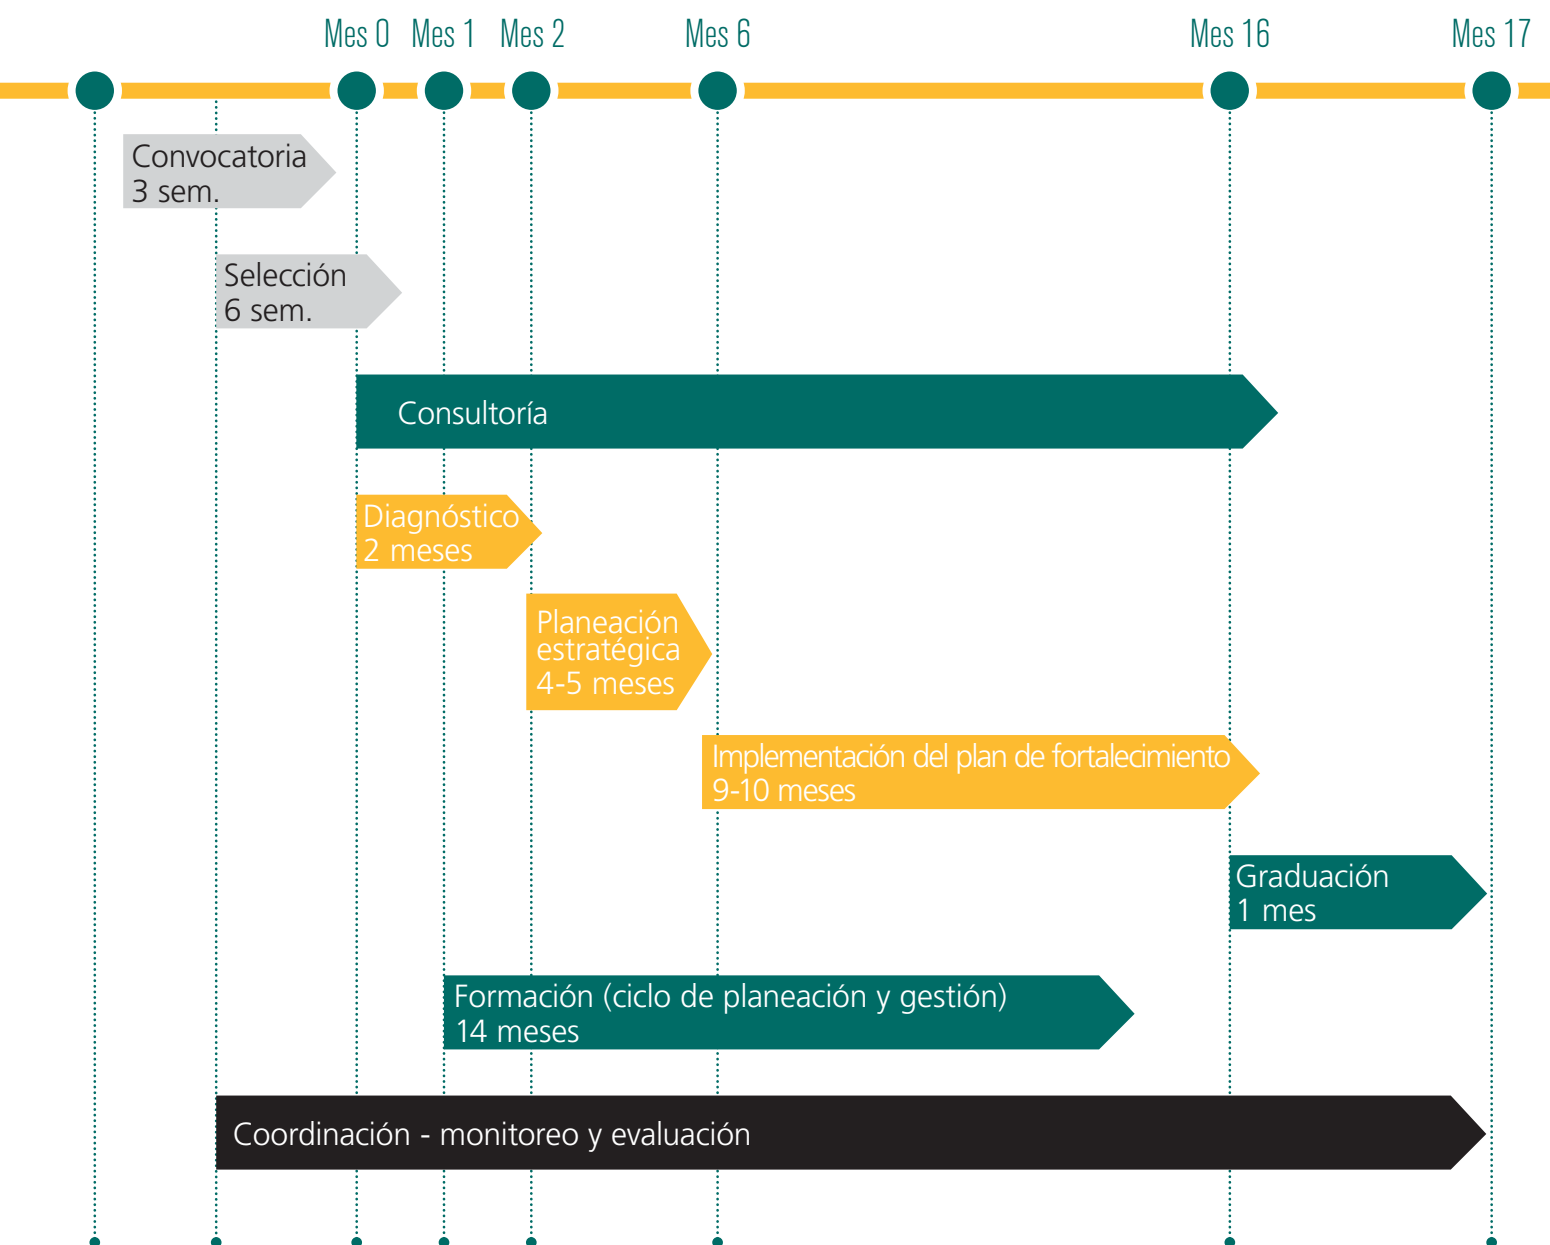 Mes 0 Mes 1 Mes 2 Mes 6 Mes 16 Mes 17
Convocatoria
3 sem.
Selección
6 sem.
Consultoría
Diagnóstico
2 meses
Planeación
estratégica
4-5 meses
Implementación del plan de fortalecimiento
9-10 meses
Graduación
1 mes
Formación (ciclo de planeación y gestión)
14 meses
Coordinación - monitoreo y evaluación